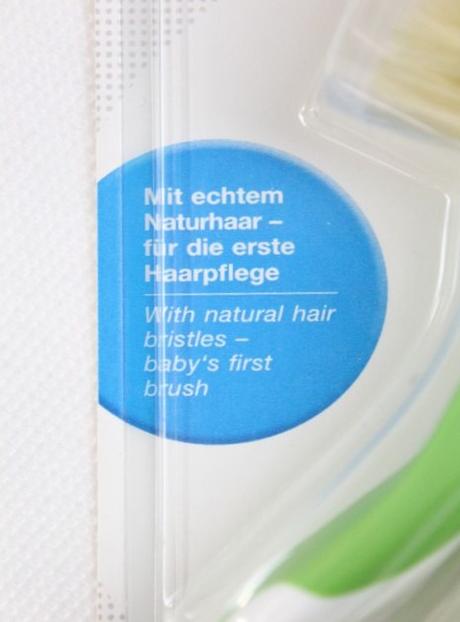 Mit echtem
Naturhaar –
für die erste
Haarpflege
With natural hair
bristles –
baby's first
brush